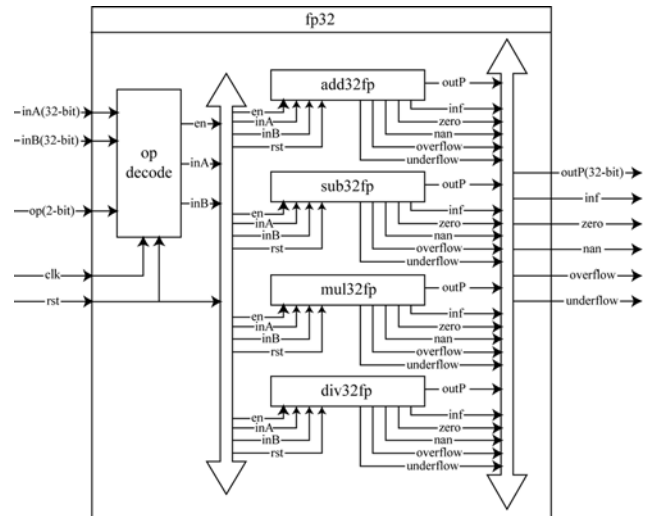 fp32
inA(32-bit)
inB(32-bit)
op(2-bit)
clk
rst
op
decode
en
inA
inB
add32fp
en
inA
inB
rst
outP
inf
zero
nan
overflow
underflow
sub32fp
en
inA
inB
rst
outP
inf
zero
nan
overflow
underflow
mul32fp
en
inA
inB
rst
outP
inf
zero
nan
overflow
underflow
div32fp
en
inA
inB
rst
outP
inf
zero
nan
overflow
underflow
outP(32-bit)
inf
zero
nan
overflow
underflow